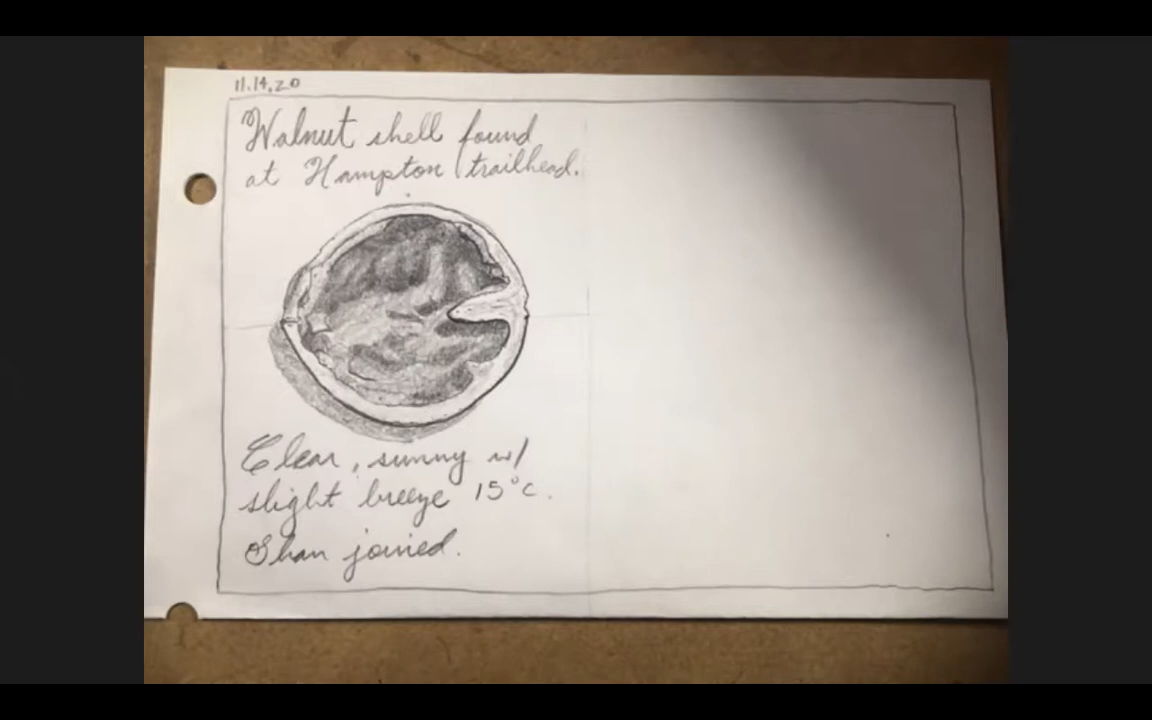 11.14.20
Walnut shell found
at Hampton trailhead.
Clear, sunny w/
slight breeze 15°C.
Shan joined.